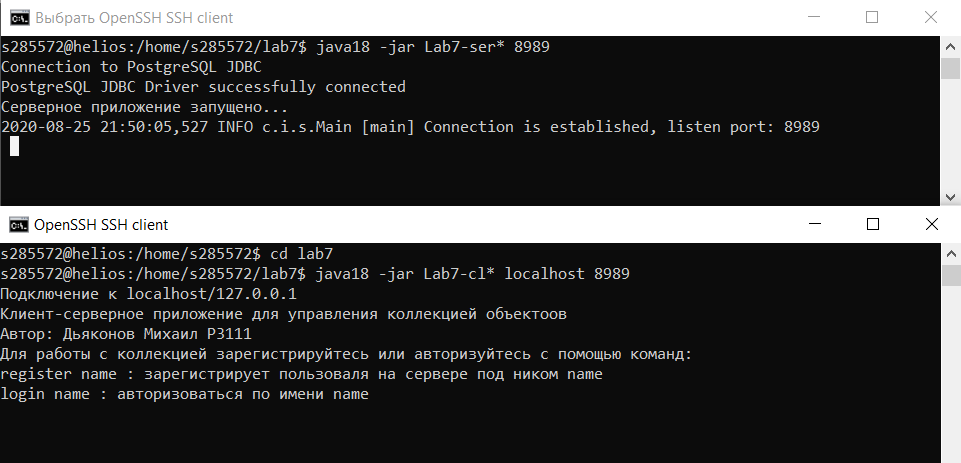 Выбрать OpenSSH SSH client
s285572@helios:/home/s285572/lab7$ java18 -jar Lab7-ser* 8989
Connection to PostgreSQL JDBC
PostgreSQL JDBC Driver successfully connected
Серверное приложение запущено...
2020-08-25 21:50:05,527 INFO c.i.s.Main [main] Connection is established, listen port: 8989
OpenSSH SSH client
s285572@helios:/home/s285572$ cd lab7
s285572@helios:/home/s285572/lab7$ java18 -jar Lab7-cl* localhost 8989
Подключение к localhost/127.0.0.1
Клиент-серверное приложение для управления коллекцией объектоов
Автор: Дьяконов Михаил P3111
Для работы с коллекцией зарегистрируйтесь или авторизуйтесь с помощью команд:
register name : зарегистрирует пользоваля на сервере под ником name
login name : авторизоваться по имени name